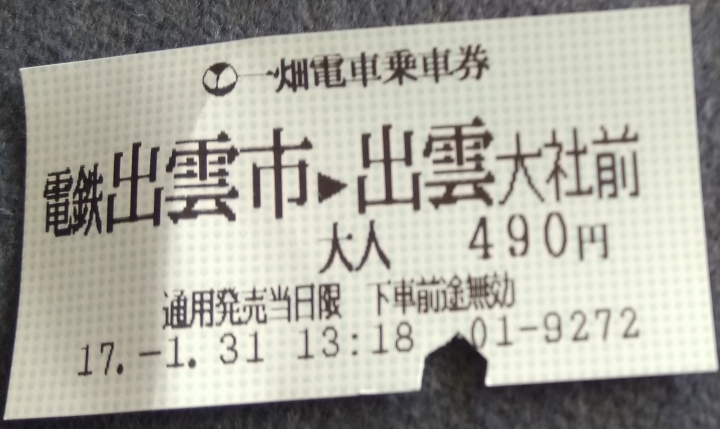 一畑電車乗車券
電鉄出雲市▶出雲大社前
大人 490円
通用発売当日限 下車前途無効
17.-1.31 13:18 01-9272